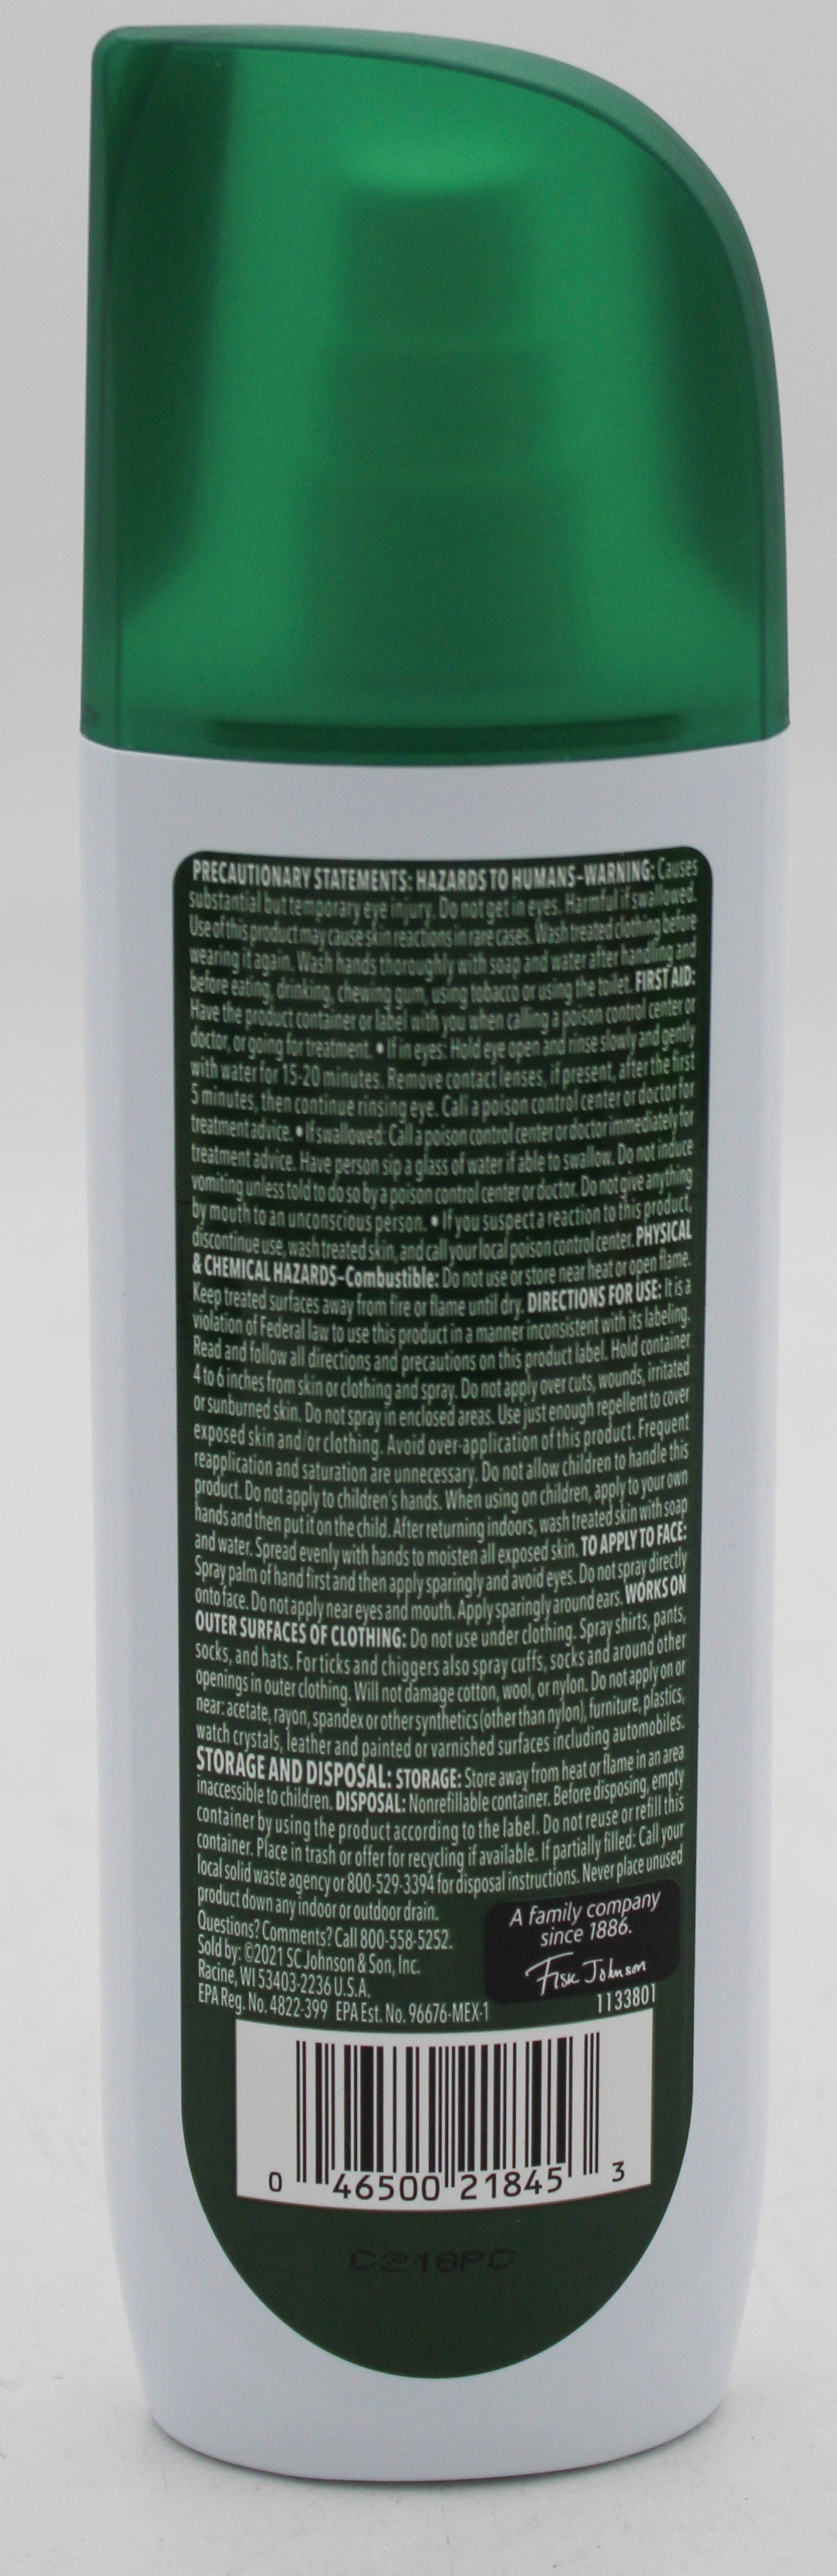 PRECAUTIONARY STATEMENTS: HAZARDS TO HUMANS–WARNING: Causes
substantial but temporary eye injury. Do not get in eyes. Harmful if swallowed.
Use of this product may cause skin reactions in rare cases. Wash treated clothing before
wearing it again. Wash hands thoroughly with soap and water after handling and
before eating, drinking, chewing gum, using tobacco or using the toilet. FIRST AID:
Have the product container or label with you when calling a poison control center or
doctor, or going for treatment. • If in eyes: Hold eye open and rinse slowly and gently
with water for 15-20 minutes. Remove contact lenses, if present, after the first
5 minutes, then continue rinsing eye. Call a poison control center or doctor for
treatment advice. • If swallowed: Call a poison control center or doctor immediately for
treatment advice. Have person sip a glass of water if able to swallow. Do not induce
vomiting unless told to do so by a poison control center or doctor. Do not give anything
by mouth to an unconscious person. • If you suspect a reaction to this product,
discontinue use, wash treated skin, and call your local poison control center. PHYSICAL
& CHEMICAL HAZARDS–Combustible: Do not use or store near heat or open flame.
Keep treated surfaces away from fire or flame until dry. DIRECTIONS FOR USE: It is a
violation of Federal law to use this product in a manner inconsistent with its labeling.
Read and follow all directions and precautions on this product label. Hold container
4 to 6 inches from skin or clothing and spray. Do not apply over cuts, wounds, irritated
or sunburned skin. Do not spray in enclosed areas. Use just enough repellent to cover
exposed skin and/or clothing. Avoid over-application of this product. Frequent
reapplication and saturation are unnecessary. Do not allow children to handle this
product. Do not apply to children's hands. When using on children, apply to your own
hands and then put it on the child. After returning indoors, wash treated skin with soap
and water. Spread evenly with hands to moisten all exposed skin. TO APPLY TO FACE:
Spray palm of hand first and then apply sparingly and avoid eyes. Do not spray directly
onto face. Do not apply near eyes and mouth. Apply sparingly around ears. WORKS ON
OUTER SURFACES OF CLOTHING: Do not use under clothing. Spray shirts, pants,
socks, and hats. For ticks and chiggers also spray cuffs, socks and around other
openings in outer clothing. Will not damage cotton, wool, or nylon. Do not apply on or
near: acetate, rayon, spandex or other synthetics (other than nylon), furniture, plastics,
watch crystals, leather and painted or varnished surfaces including automobiles.
STORAGE AND DISPOSAL: STORAGE: Store away from heat or flame in an area
inaccessible to children. DISPOSAL: Nonrefillable container. Before disposing, empty
container by using the product according to the label. Do not reuse or refill this
container. Place in trash or offer for recycling if available. If partially filled: Call your
local solid waste agency or 800-529-3394 for disposal instructions. Never place unused
product down any indoor or outdoor drain.
Questions? Comments? Call 800-558-5252.
Sold by: ©2021 SC Johnson & Son, Inc.
Racine, WI 53403-2236 U.S.A.
EPA Reg. No. 4822-399 EPA Est. No. 96676-MEX-1
A family company
since 1886.
Fisk Johnson
1133801
0 46500 21845 3
C218PC